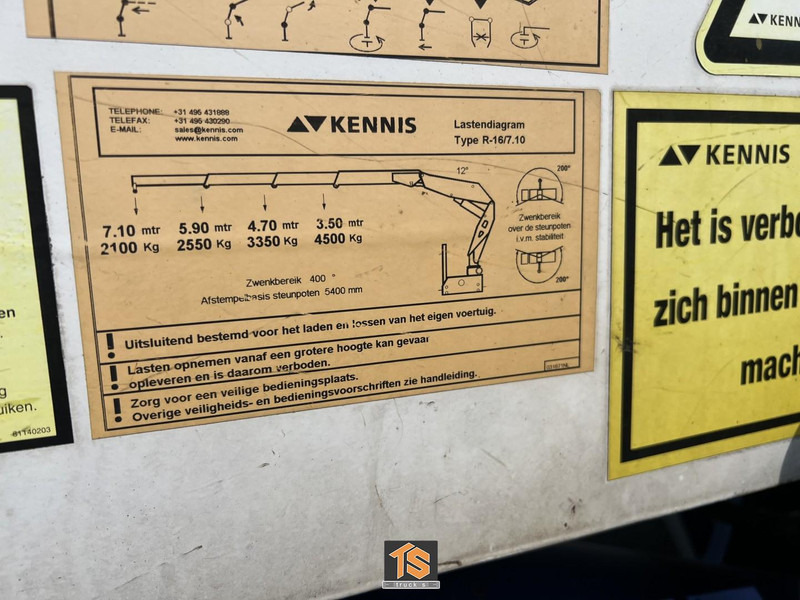 TELEPHONE: +31 495 431888
TELEFAX: +31 495 430290
E-MAIL: sales@kennis.com
www.kennis.com
KENNIS
Lastendiagram
Type R-16/7.10
12°
200°
7.10 mtr 5.90 mtr 4.70 mtr 3.50 mtr
2100 Kg 2550 Kg 3350 Kg 4500 Kg
Zwenkbereik
over de steunpoten
i.v.m. stabiliteit
200°
Zwenkbereik 400 °
Afstempelbasis steunpoten 5400 mm
! Uitsluitend bestemd voor het laden en lossen van het eigen voertuig.
! Lasten opnemen vanaf een grotere hoogte kan gevaar
opleveren en is daarom verboden.
! Zorg voor een veilige bedieningsplaats.
! Overige veiligheids- en bedieningsvoorschriften zie handleiding.
KENNIS
KENNIS
Het is verbo
zich binnen
mach
en
g
uiken.
81140203
TS
truck s